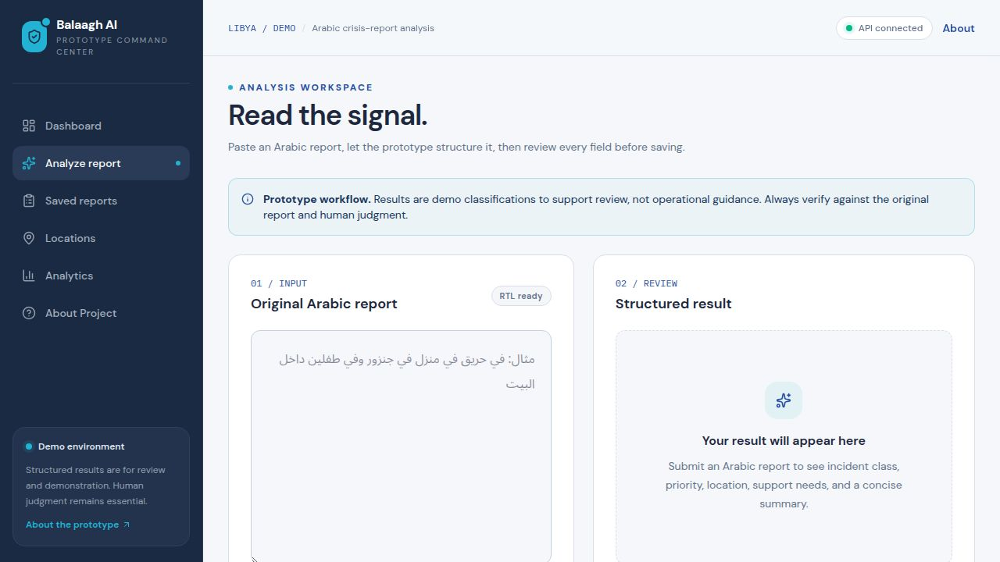 Balaagh AI
PROTOTYPE COMMAND
CENTER
Dashboard
Analyze report
Saved reports
Locations
Analytics
About Project
Demo environment
Structured results are for review
and demonstration. Human
judgment remains essential.
About the prototype
LIBYA / DEMO / Arabic crisis-report analysis
API connected
About
ANALYSIS WORKSPACE
Read the signal.
Paste an Arabic report, let the prototype structure it, then review every field before saving.
Prototype workflow. Results are demo classifications to support review, not operational guidance. Always verify against the original
report and human judgment.
01 / INPUT
Original Arabic report
RTL ready
مثال: في حريق في منزل في جنزور وفي طفلين داخل
البيت
02 / REVIEW
Structured result
Your result will appear here
Submit an Arabic report to see incident class,
priority, location, support needs, and a concise
summary.